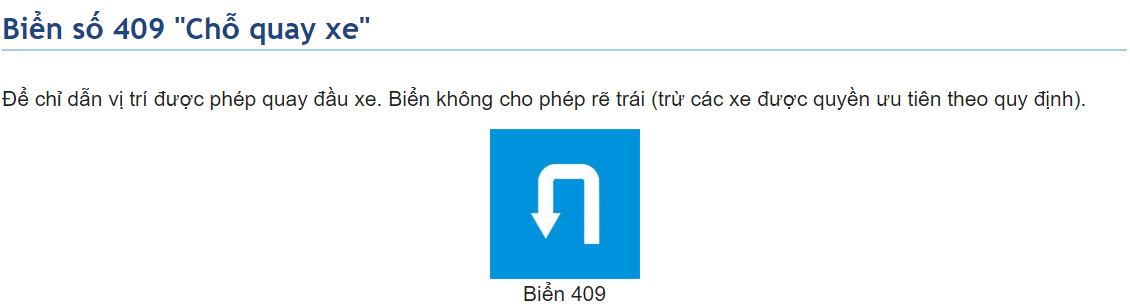 Biển số 409 "Chỗ quay xe"
Để chỉ dẫn vị trí được phép quay đầu xe. Biển không cho phép rẽ trái (trừ các xe được quyền ưu tiên theo quy định).
Biển 409